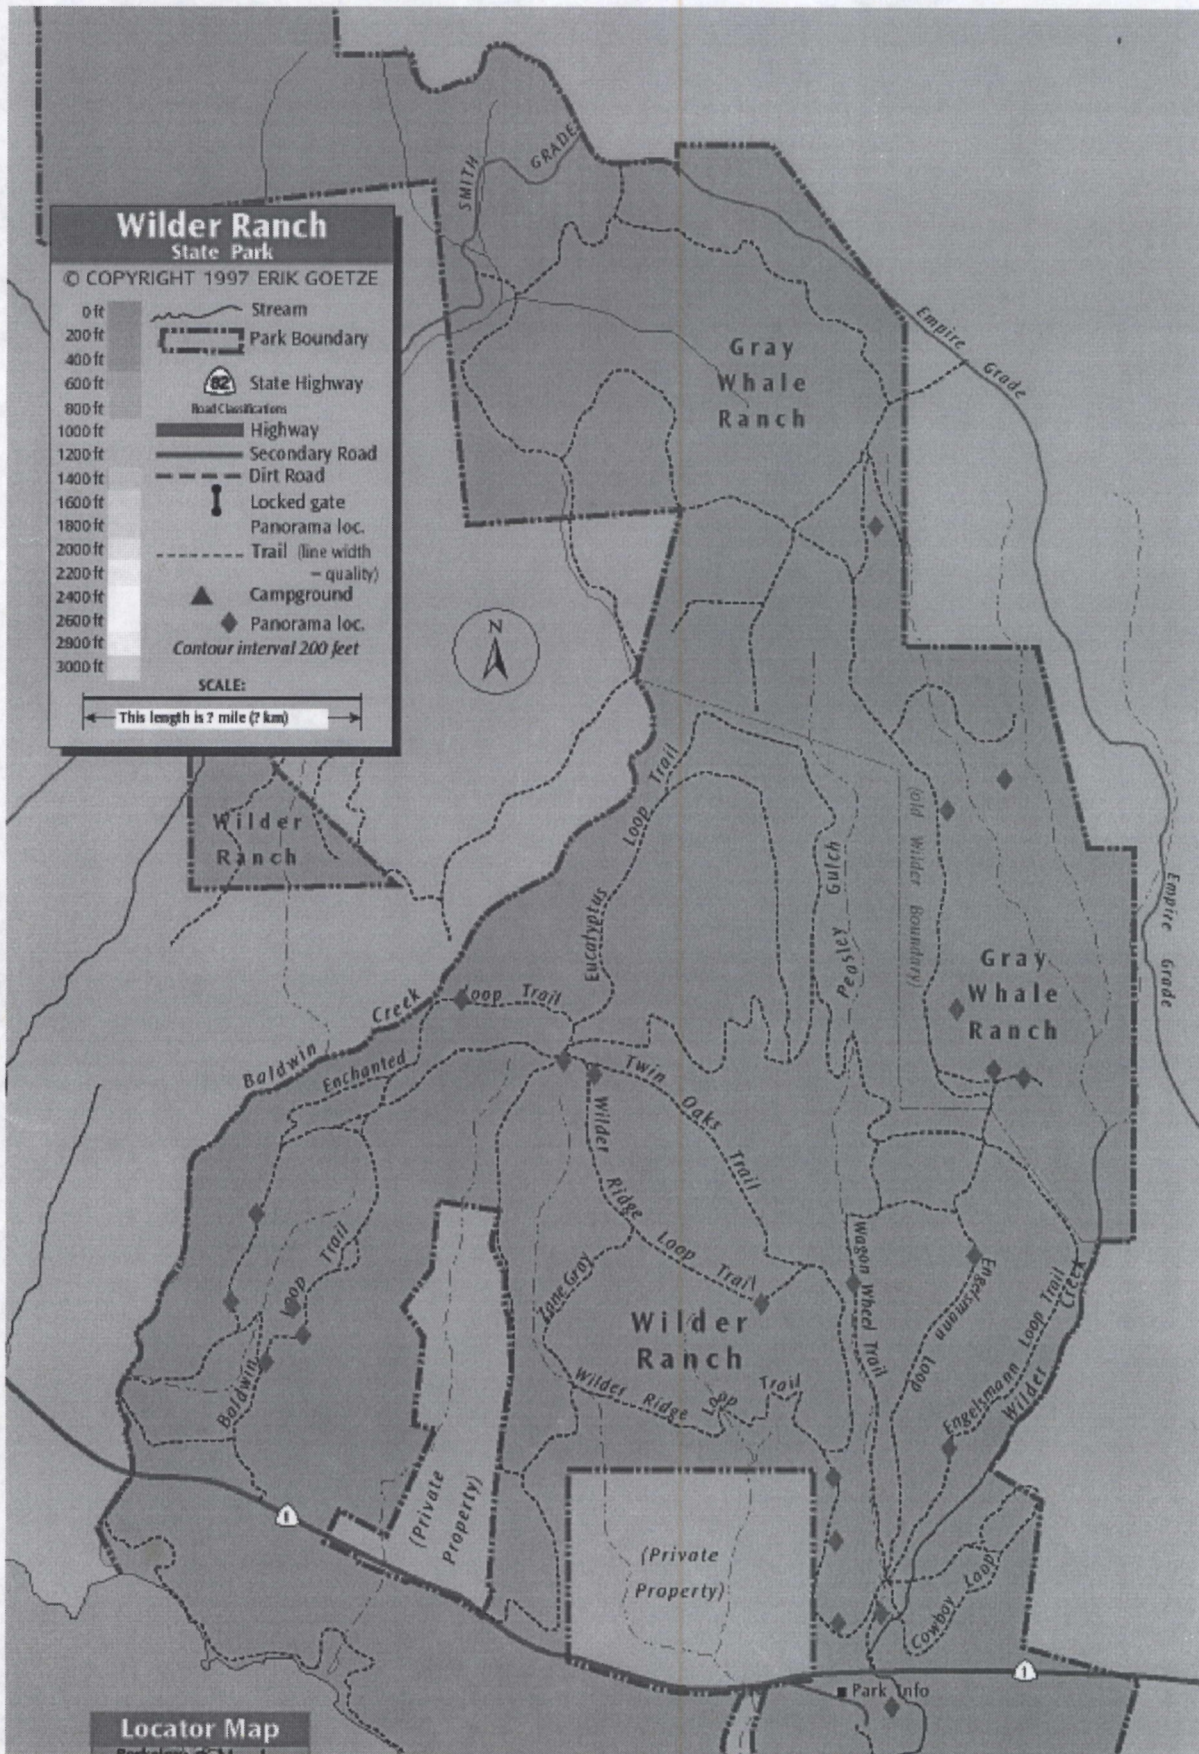 Wilder Ranch
State Park
© COPYRIGHT 1997 ERIK GOETZE
0 ft
200 ft
400 ft
600 ft
800 ft
1000 ft
1200 ft
1400 ft
1600 ft
1800 ft
2000 ft
2200 ft
2400 ft
2600 ft
2900 ft
3000 ft
Stream
Park Boundary
82 State Highway
Road Classifications
Highway
Secondary Road
Dirt Road
Locked gate
Panorama loc.
Trail (line width
– quality)
Campground
Panorama loc.
Contour interval 200 feet
SCALE:
This length is ? mile (? km)
N
SMITH GRADE
Gray
Whale
Ranch
Empire Grade
Wilder
Ranch
Eucalyptus Loop Trail
Peasley Gulch
(old Wilder Boundary)
Empire Grade
Gray
Whale
Ranch
Baldwin Creek
Enchanted Loop Trail
Twin Oaks Trail
Wilder Ridge Loop Trail
Baldwin Loop Trail
Zane Gray
Wilder
Ranch
Wagon Wheel Trail
Engelsmann Loop
Engelsmann Loop Trail
Wilder Creek
Wilder Ridge Loop Trail
(Private
Property)
(Private
Property)
Cowboy Loop
1
1
Park Info
Locator Map